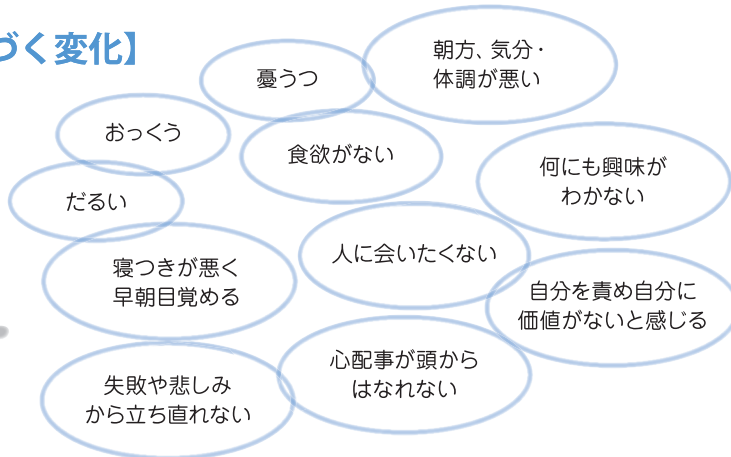 づく変化】
朝方、気分・
体調が悪い
憂うつ
おっくう
食欲がない
何にも興味が
わかない
だるい
人に会いたくない
寝つきが悪く
早朝目覚める
自分を責め自分に
価値がないと感じる
心配事が頭から
はなれない
失敗や悲しみ
から立ち直れない